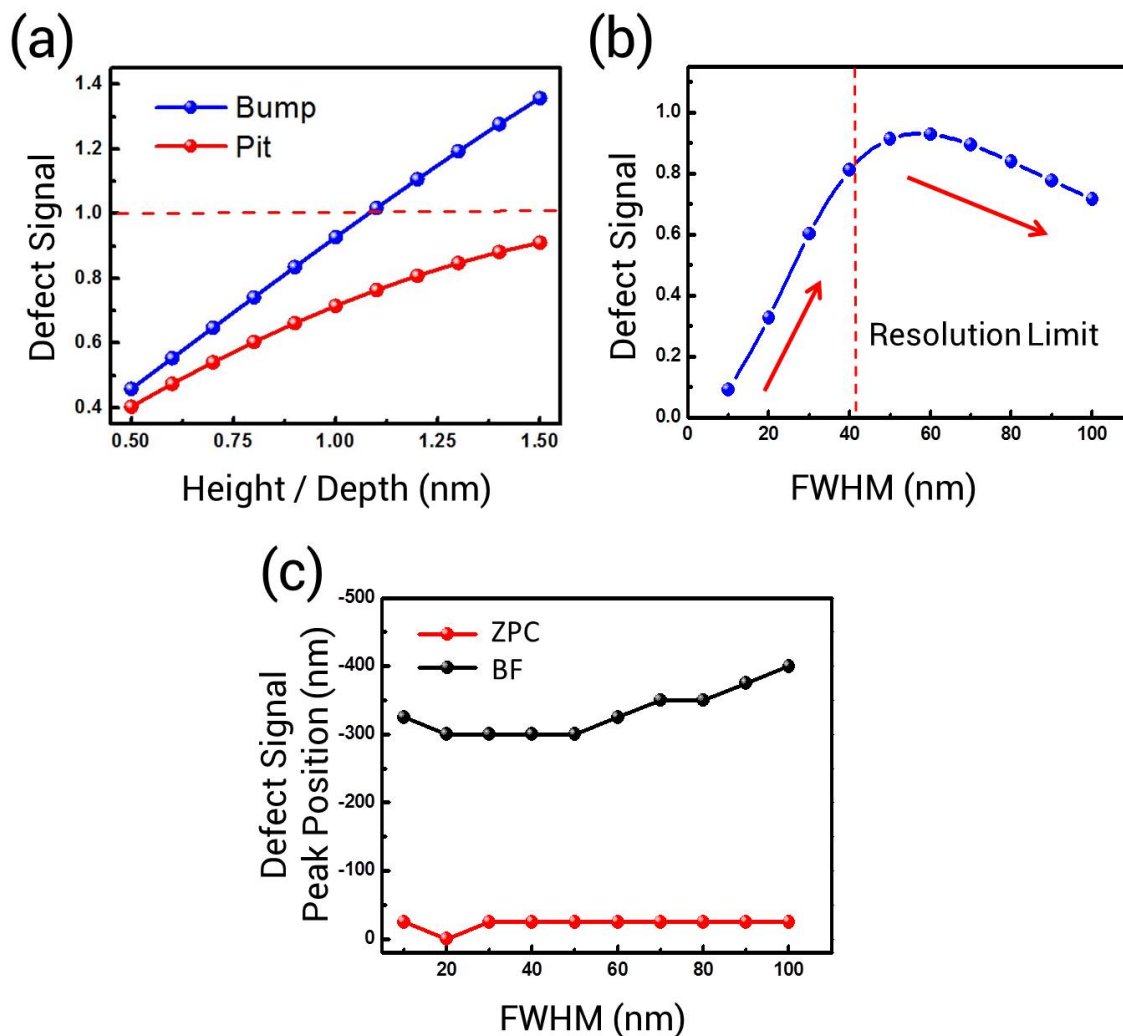 (a)
Defect Signal
1.4
1.2
1.0
0.8
0.6
0.4
Bump
Pit
0.50 0.75 1.00 1.25 1.50
Height / Depth (nm)
(b)
Defect Signal
1.0
0.8
0.6
0.4
0.2
0.0
Resolution Limit
0 20 40 60 80 100
FWHM (nm)
(c)
Defect Signal
Peak Position (nm)
-500
-400
-300
-200
-100
0
ZPC
BF
20 40 60 80 100
FWHM (nm)